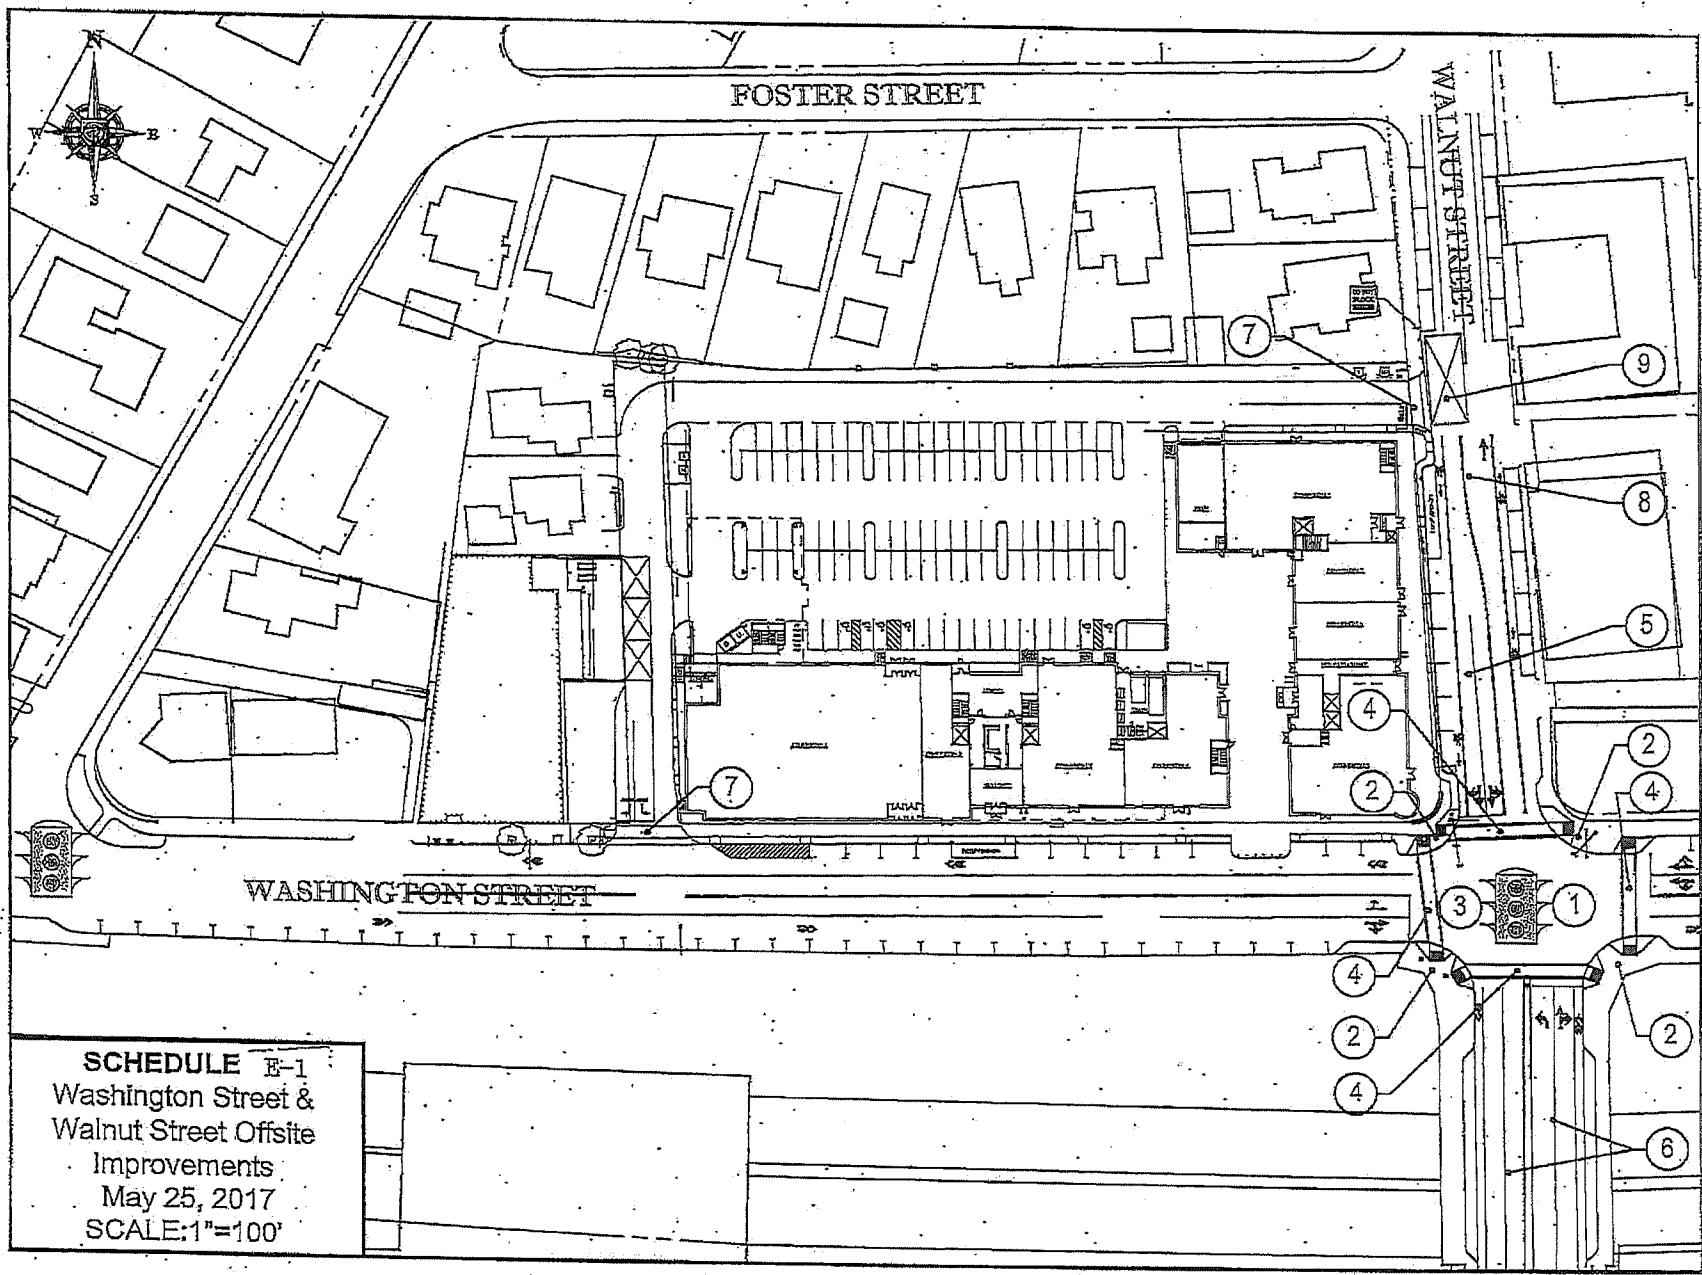 N
W
E
S
FOSTER STREET
WALNUT STREET
7
9
8
5
4
2
2
4
7
WASHINGTON STREET
3
1
4
2
2
4
6
SCHEDULE E-1
Washington Street &
Walnut Street Offsite
Improvements
May 25, 2017
SCALE:1"=100'